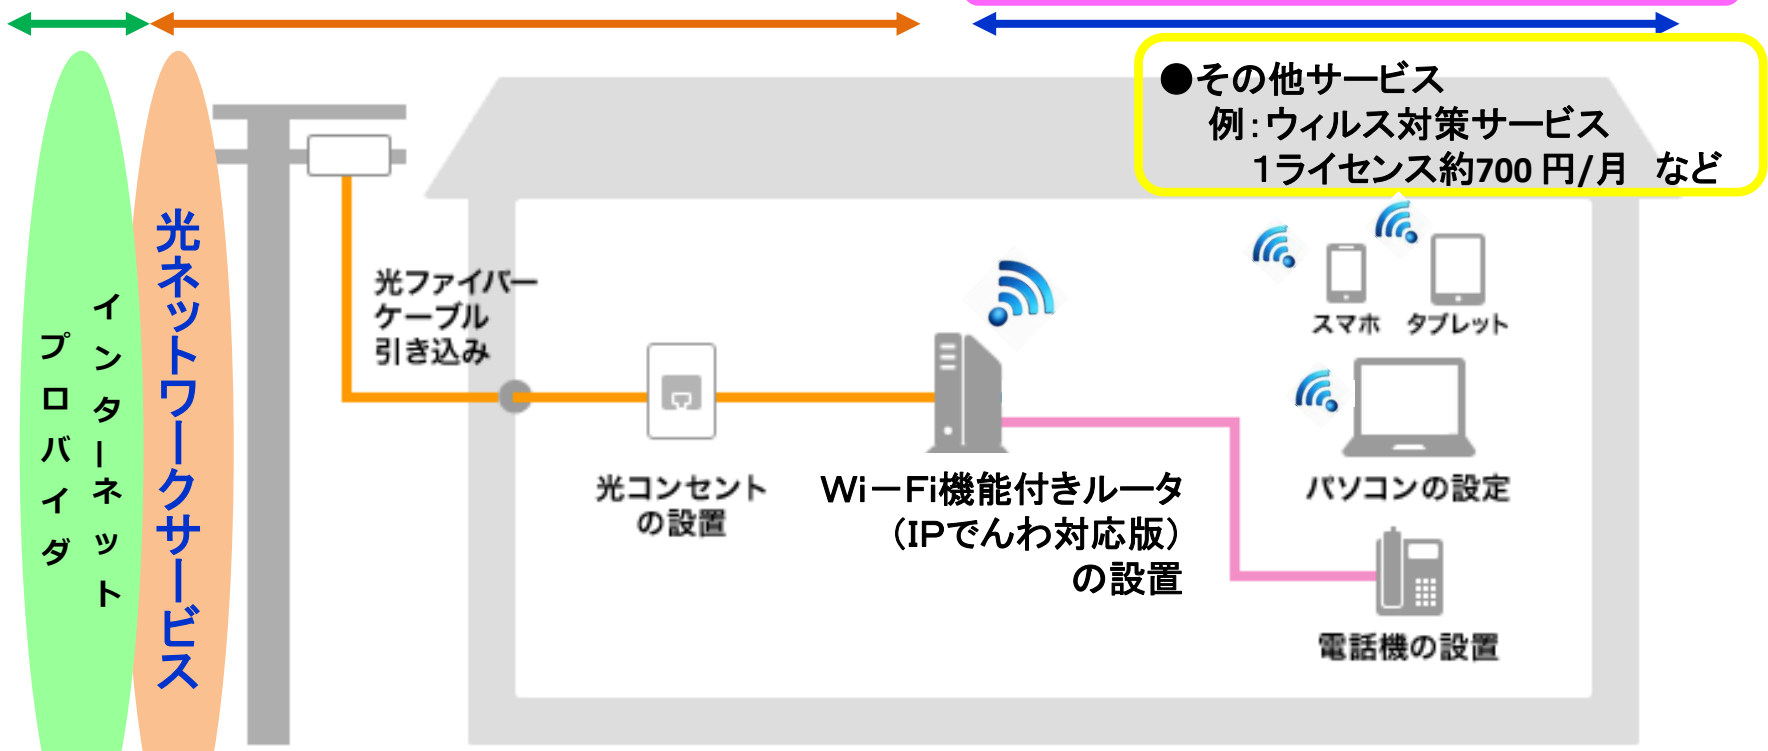 ●その他サービス
例：ウィルス対策サービス
１ライセンス約700 円/月　など
インターネット
プロバイダ
光ネットワークサービス
光ファイバー
ケーブル
引き込み
光コンセント
の設置
Wi－Fi機能付きルータ
（IPでんわ対応版）
の設置
スマホ
タブレット
パソコンの設定
電話機の設置